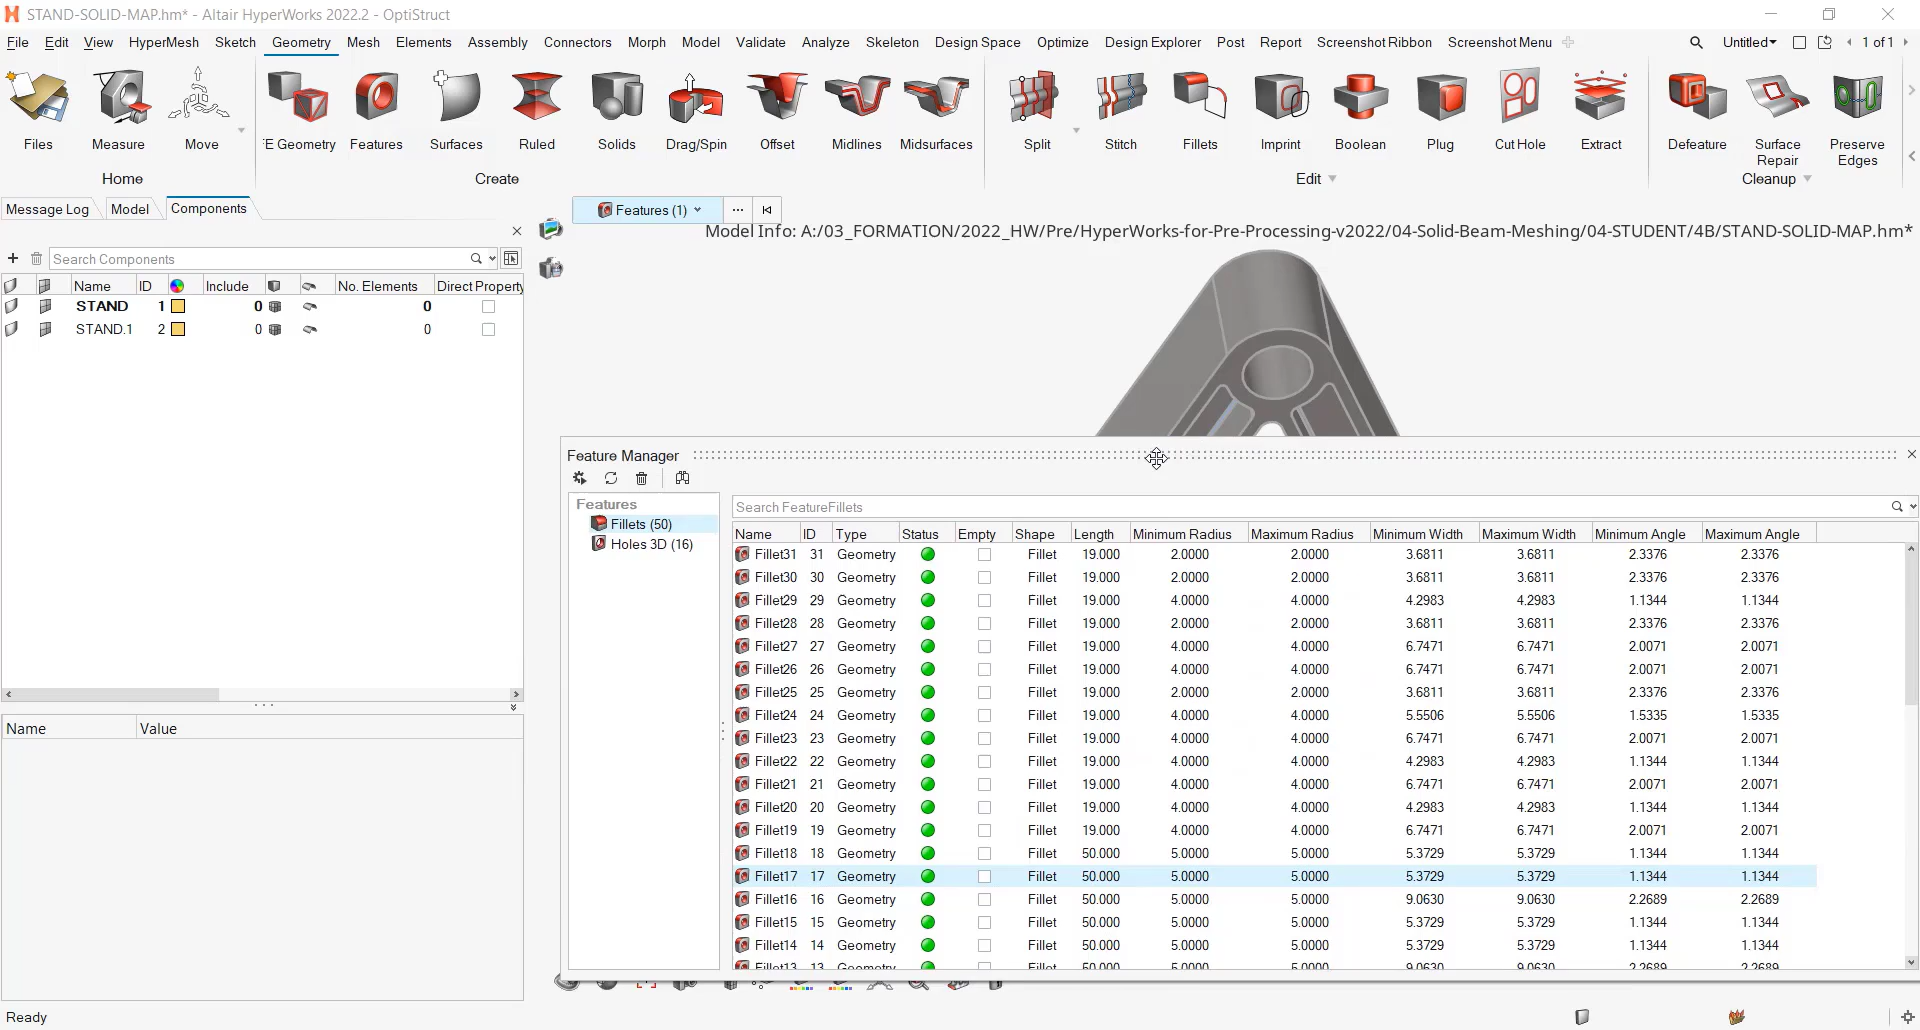 STAND-SOLID-MAP.hm* - Altair HyperWorks 2022.2 - OptiStruct
File Edit View HyperMesh Sketch Geometry Mesh Elements Assembly Connectors Morph Model Validate Analyze Skeleton Design Space Optimize Design Explorer Post Report Screenshot Ribbon Screenshot Menu Untitled 1 of 1
Files Measure Move E Geometry Features Surfaces Ruled Solids Drag/Spin Offset Midlines Midsurfaces Split Stitch Fillets Imprint Boolean Plug Cut Hole Extract Defeature Surface Repair Preserve Edges
Home Create Edit Cleanup
Message Log Model Components Features (1) ...
Model Info: A:/03_FORMATION/2022_HW/Pre/HyperWorks-for-Pre-Processing-v2022/04-Solid-Beam-Meshing/04-STUDENT/4B/STAND-SOLID-MAP.hm*
Search Components
Name ID Include No. Elements Direct Property
STAND 1 0 0
STAND.1 2 0 0
Name Value
Feature Manager
Features
Fillets (50)
Holes 3D (16)
Search FeatureFillets
Name ID Type Status Empty Shape Length Minimum Radius Maximum Radius Minimum Width Maximum Width Minimum Angle Maximum Angle
Fillet31 31 Geometry Fillet 19.000 2.0000 2.0000 3.6811 3.6811 2.3376 2.3376
Fillet30 30 Geometry Fillet 19.000 2.0000 2.0000 3.6811 3.6811 2.3376 2.3376
Fillet29 29 Geometry Fillet 19.000 4.0000 4.0000 4.2983 4.2983 1.1344 1.1344
Fillet28 28 Geometry Fillet 19.000 2.0000 2.0000 3.6811 3.6811 2.3376 2.3376
Fillet27 27 Geometry Fillet 19.000 4.0000 4.0000 6.7471 6.7471 2.0071 2.0071
Fillet26 26 Geometry Fillet 19.000 4.0000 4.0000 6.7471 6.7471 2.0071 2.0071
Fillet25 25 Geometry Fillet 19.000 2.0000 2.0000 3.6811 3.6811 2.3376 2.3376
Fillet24 24 Geometry Fillet 19.000 4.0000 4.0000 5.5506 5.5506 1.5335 1.5335
Fillet23 23 Geometry Fillet 19.000 4.0000 4.0000 6.7471 6.7471 2.0071 2.0071
Fillet22 22 Geometry Fillet 19.000 4.0000 4.0000 4.2983 4.2983 1.1344 1.1344
Fillet21 21 Geometry Fillet 19.000 4.0000 4.0000 6.7471 6.7471 2.0071 2.0071
Fillet20 20 Geometry Fillet 19.000 4.0000 4.0000 4.2983 4.2983 1.1344 1.1344
Fillet19 19 Geometry Fillet 19.000 4.0000 4.0000 6.7471 6.7471 2.0071 2.0071
Fillet18 18 Geometry Fillet 50.000 5.0000 5.0000 5.3729 5.3729 1.1344 1.1344
Fillet17 17 Geometry Fillet 50.000 5.0000 5.0000 5.3729 5.3729 1.1344 1.1344
Fillet16 16 Geometry Fillet 50.000 5.0000 5.0000 9.0630 9.0630 2.2689 2.2689
Fillet15 15 Geometry Fillet 50.000 5.0000 5.0000 5.3729 5.3729 1.1344 1.1344
Fillet14 14 Geometry Fillet 50.000 5.0000 5.0000 5.3729 5.3729 1.1344 1.1344
Fillet13 13 Geometry Fillet 50.000 5.0000 5.0000 9.0630 9.0630 2.2689 2.2689
Ready